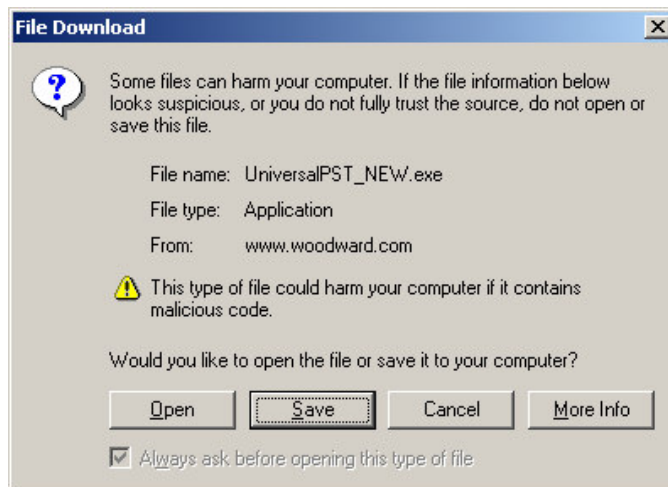 File Download
Some files can harm your computer. If the file information below
looks suspicious, or you do not fully trust the source, do not open or
save this file.
File name: UniversalPST_NEW.exe
File type: Application
From: www.woodward.com
This type of file could harm your computer if it contains
malicious code.
Would you like to open the file or save it to your computer?
Open Save Cancel More Info
Always ask before opening this type of file